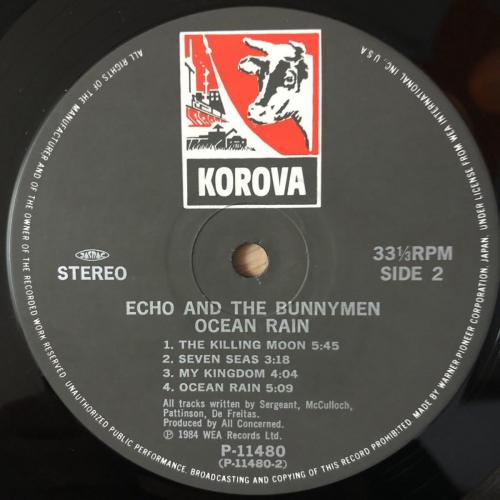 KOROVA
JASRAC
STEREO
33⅓RPM
SIDE 2
ECHO AND THE BUNNYMEN
OCEAN RAIN
1. THE KILLING MOON 5:45
2. SEVEN SEAS 3:18
3. MY KINGDOM 4:04
4. OCEAN RAIN 5:09
All tracks written by Sergeant, McCulloch,
Pattinson, De Freitas.
Produced by All Concerned.
℗ 1984 WEA Records Ltd.
P-11480
(P-11480-2)
ALL RIGHTS OF THE MANUFACTURER AND OF THE OWNER OF THE RECORDED WORK RESERVED. UNAUTHORIZED PUBLIC PERFORMANCE, BROADCASTING AND COPYING OF THIS RECORD PROHIBITED. MADE BY WARNER-PIONEER CORPORATION, JAPAN, UNDER LICENSE FROM WEA INTERNATIONAL INC., U.S.A.